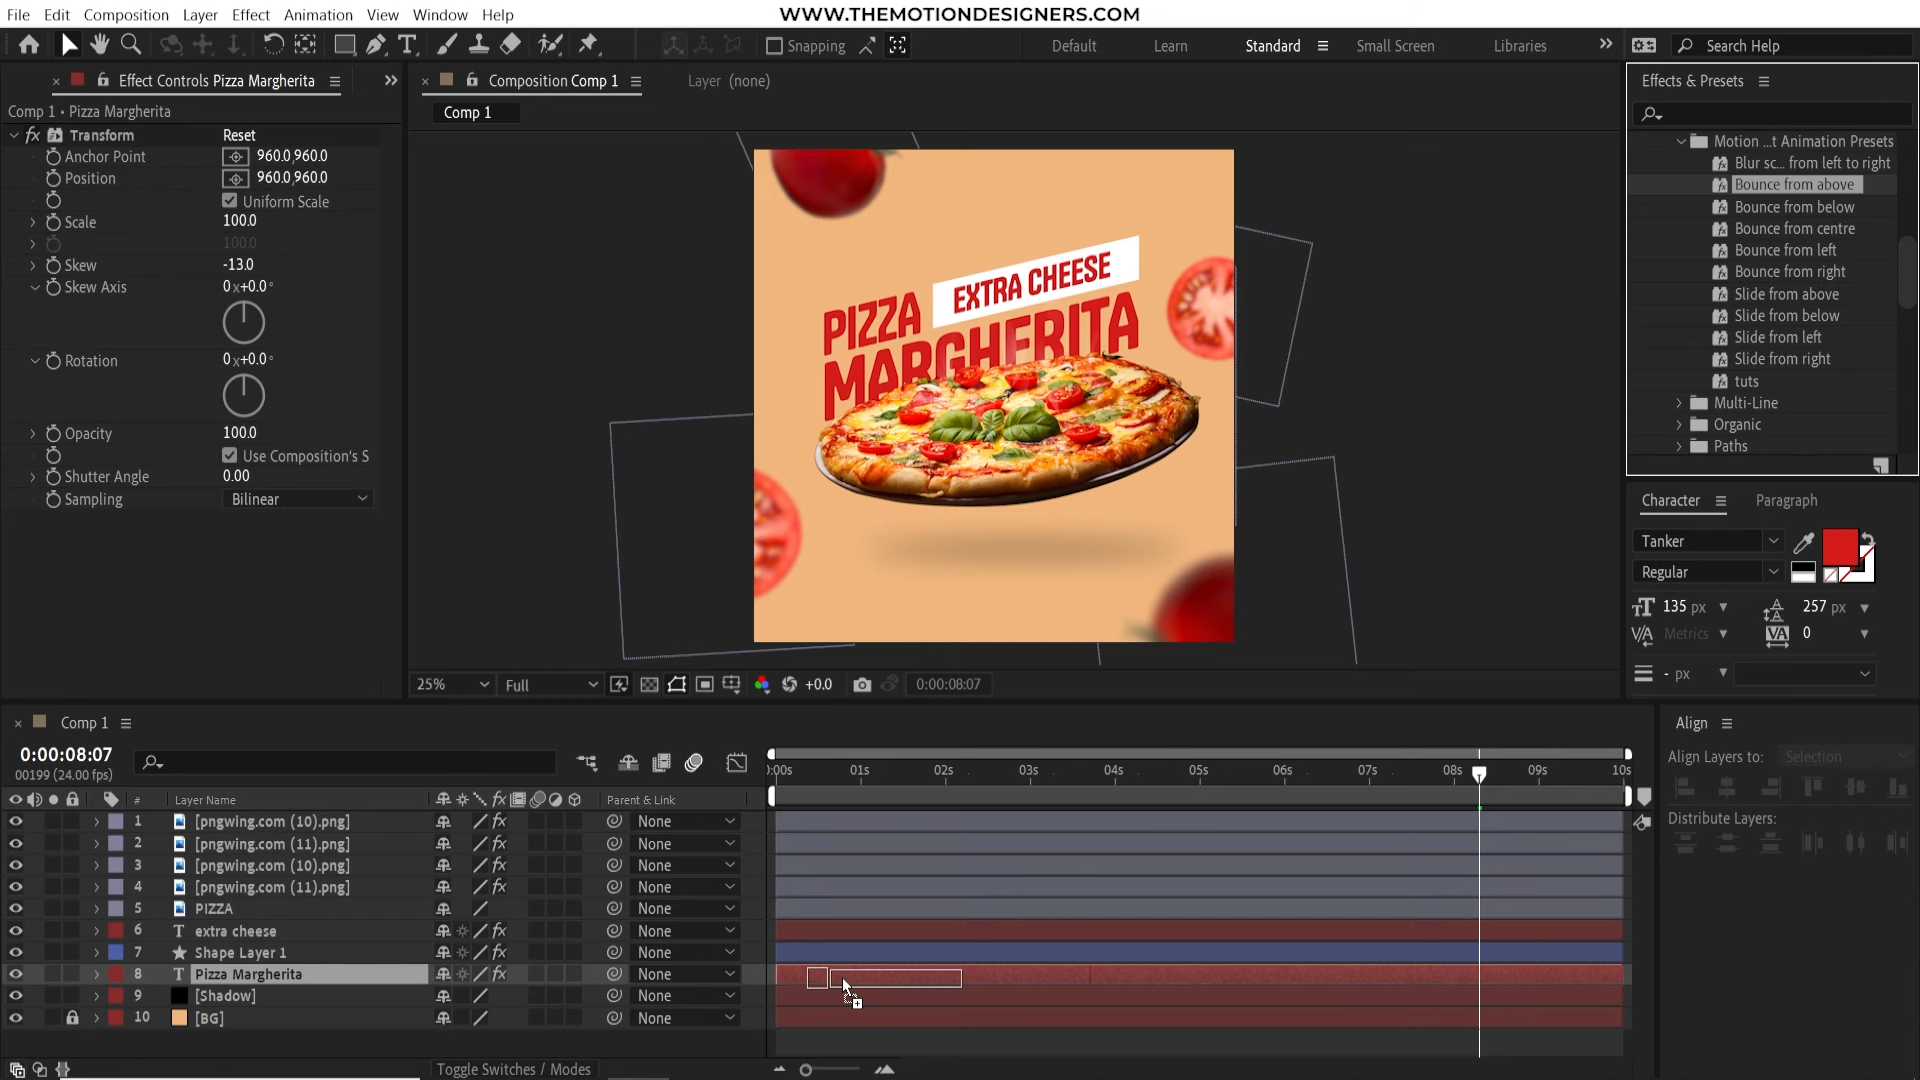 File Edit Composition Layer Effect Animation View Window Help
WWW.THEMOTIONDESIGNERS.COM
T Snapping Default Learn Standard Small Screen Libraries Search Help
Effect Controls Pizza Margherita
Composition Comp 1
Layer (none)
Effects & Presets
Comp 1 • Pizza Margherita
Comp 1
fx Transform Reset
Anchor Point 960.0,960.0
Position 960.0,960.0
Uniform Scale
Scale 100.0
100.0
Skew -13.0
Skew Axis 0x+0.0°
Rotation 0x+0.0°
Opacity 100.0
Use Composition's S
Shutter Angle 0.00
Sampling Bilinear
EXTRA CHEESE
PIZZA
MARGHERITA
Motion ...t Animation Presets
Blur sc... from left to right
Bounce from above
Bounce from below
Bounce from centre
Bounce from left
Bounce from right
Slide from above
Slide from below
Slide from left
Slide from right
tuts
Multi-Line
Organic
Paths
Character Paragraph
Tanker
Regular
135 px 257 px
Metrics 0
- px
25% Full +0.0 0:00:08:07
Comp 1
0:00:08:07
00199 (24.00 fps)
:00s 01s 02s 03s 04s 05s 06s 07s 08s 09s 10s
# Layer Name fx Parent & Link
1 [pngwing.com (10).png] fx None
2 [pngwing.com (11).png] fx None
3 [pngwing.com (10).png] fx None
4 [pngwing.com (11).png] fx None
5 PIZZA None
6 T extra cheese fx None
7 Shape Layer 1 None
8 T Pizza Margherita fx None
9 [Shadow] None
10 [BG] None
Toggle Switches / Modes
Align
Align Layers to: Selection
Distribute Layers: